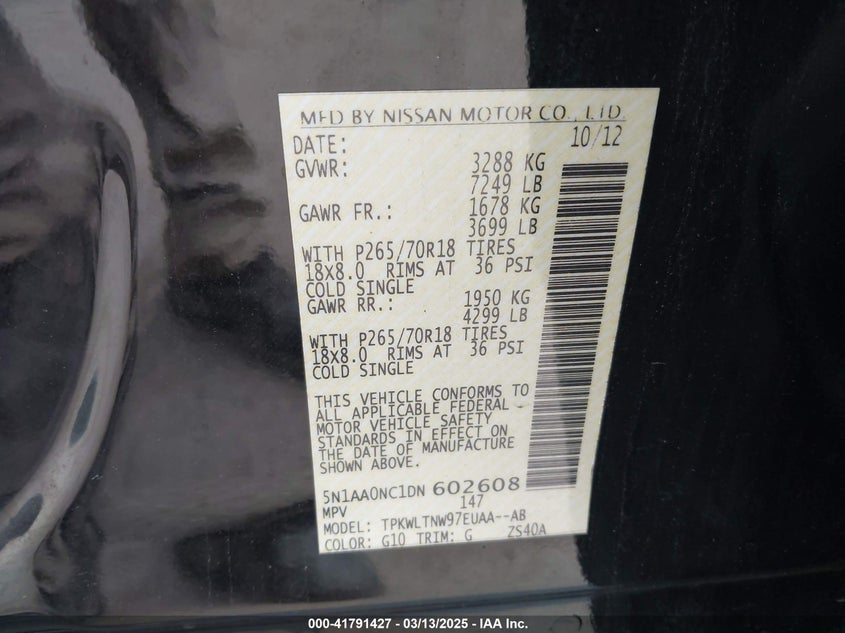 MFD BY NISSAN MOTOR CO., LTD.
DATE: 10/12
GVWR: 3288 KG
7249 LB
GAWR FR.: 1678 KG
3699 LB
WITH P265/70R18 TIRES
18X8.0 RIMS AT 36 PSI
COLD SINGLE
GAWR RR.: 1950 KG
4299 LB
WITH P265/70R18 TIRES
18X8.0 RIMS AT 36 PSI
COLD SINGLE
THIS VEHICLE CONFORMS TO
ALL APPLICABLE FEDERAL
MOTOR VEHICLE SAFETY
STANDARDS IN EFFECT ON
THE DATE OF MANUFACTURE
SHOWN ABOVE.
5N1AA0NC1DN 602608
MPV 147
MODEL: TPKWLTNW97EUAA--AB
COLOR: G10 TRIM: G ZS40A
000-41791427 - 03/13/2025 - IAA Inc.